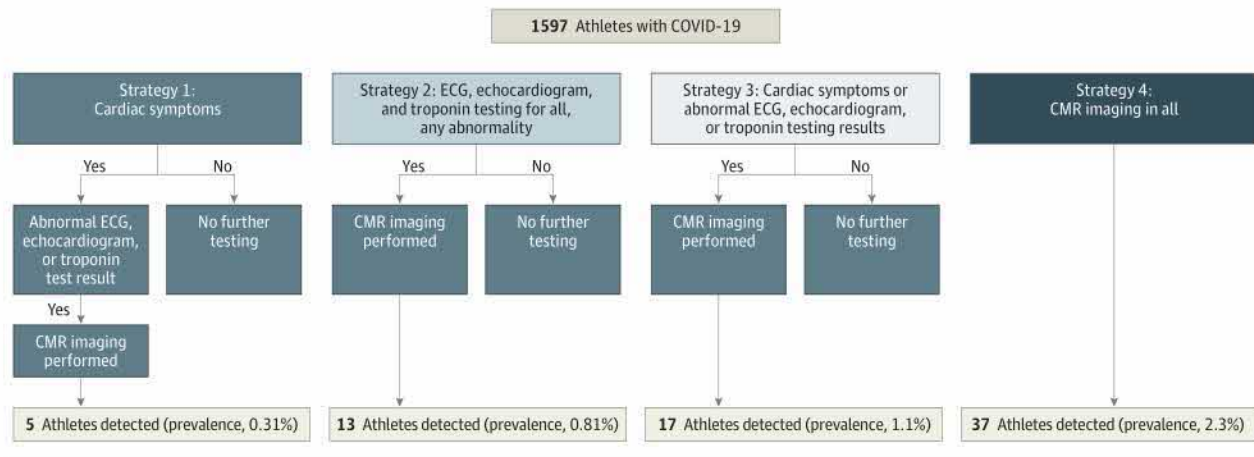 1597 Athletes with COVID-19
Strategy 1:
Cardiac symptoms
Yes
No
Abnormal ECG,
echocardiogram,
or troponin
test result
No further
testing
Yes
CMR imaging
performed
5 Athletes detected (prevalence, 0.31%)
Strategy 2: ECG, echocardiogram,
and troponin testing for all,
any abnormality
Yes
No
CMR imaging
performed
No further
testing
13 Athletes detected (prevalence, 0.81%)
Strategy 3: Cardiac symptoms or
abnormal ECG, echocardiogram,
or troponin testing results
Yes
No
CMR imaging
performed
No further
testing
17 Athletes detected (prevalence, 1.1%)
Strategy 4:
CMR imaging in all
37 Athletes detected (prevalence, 2.3%)